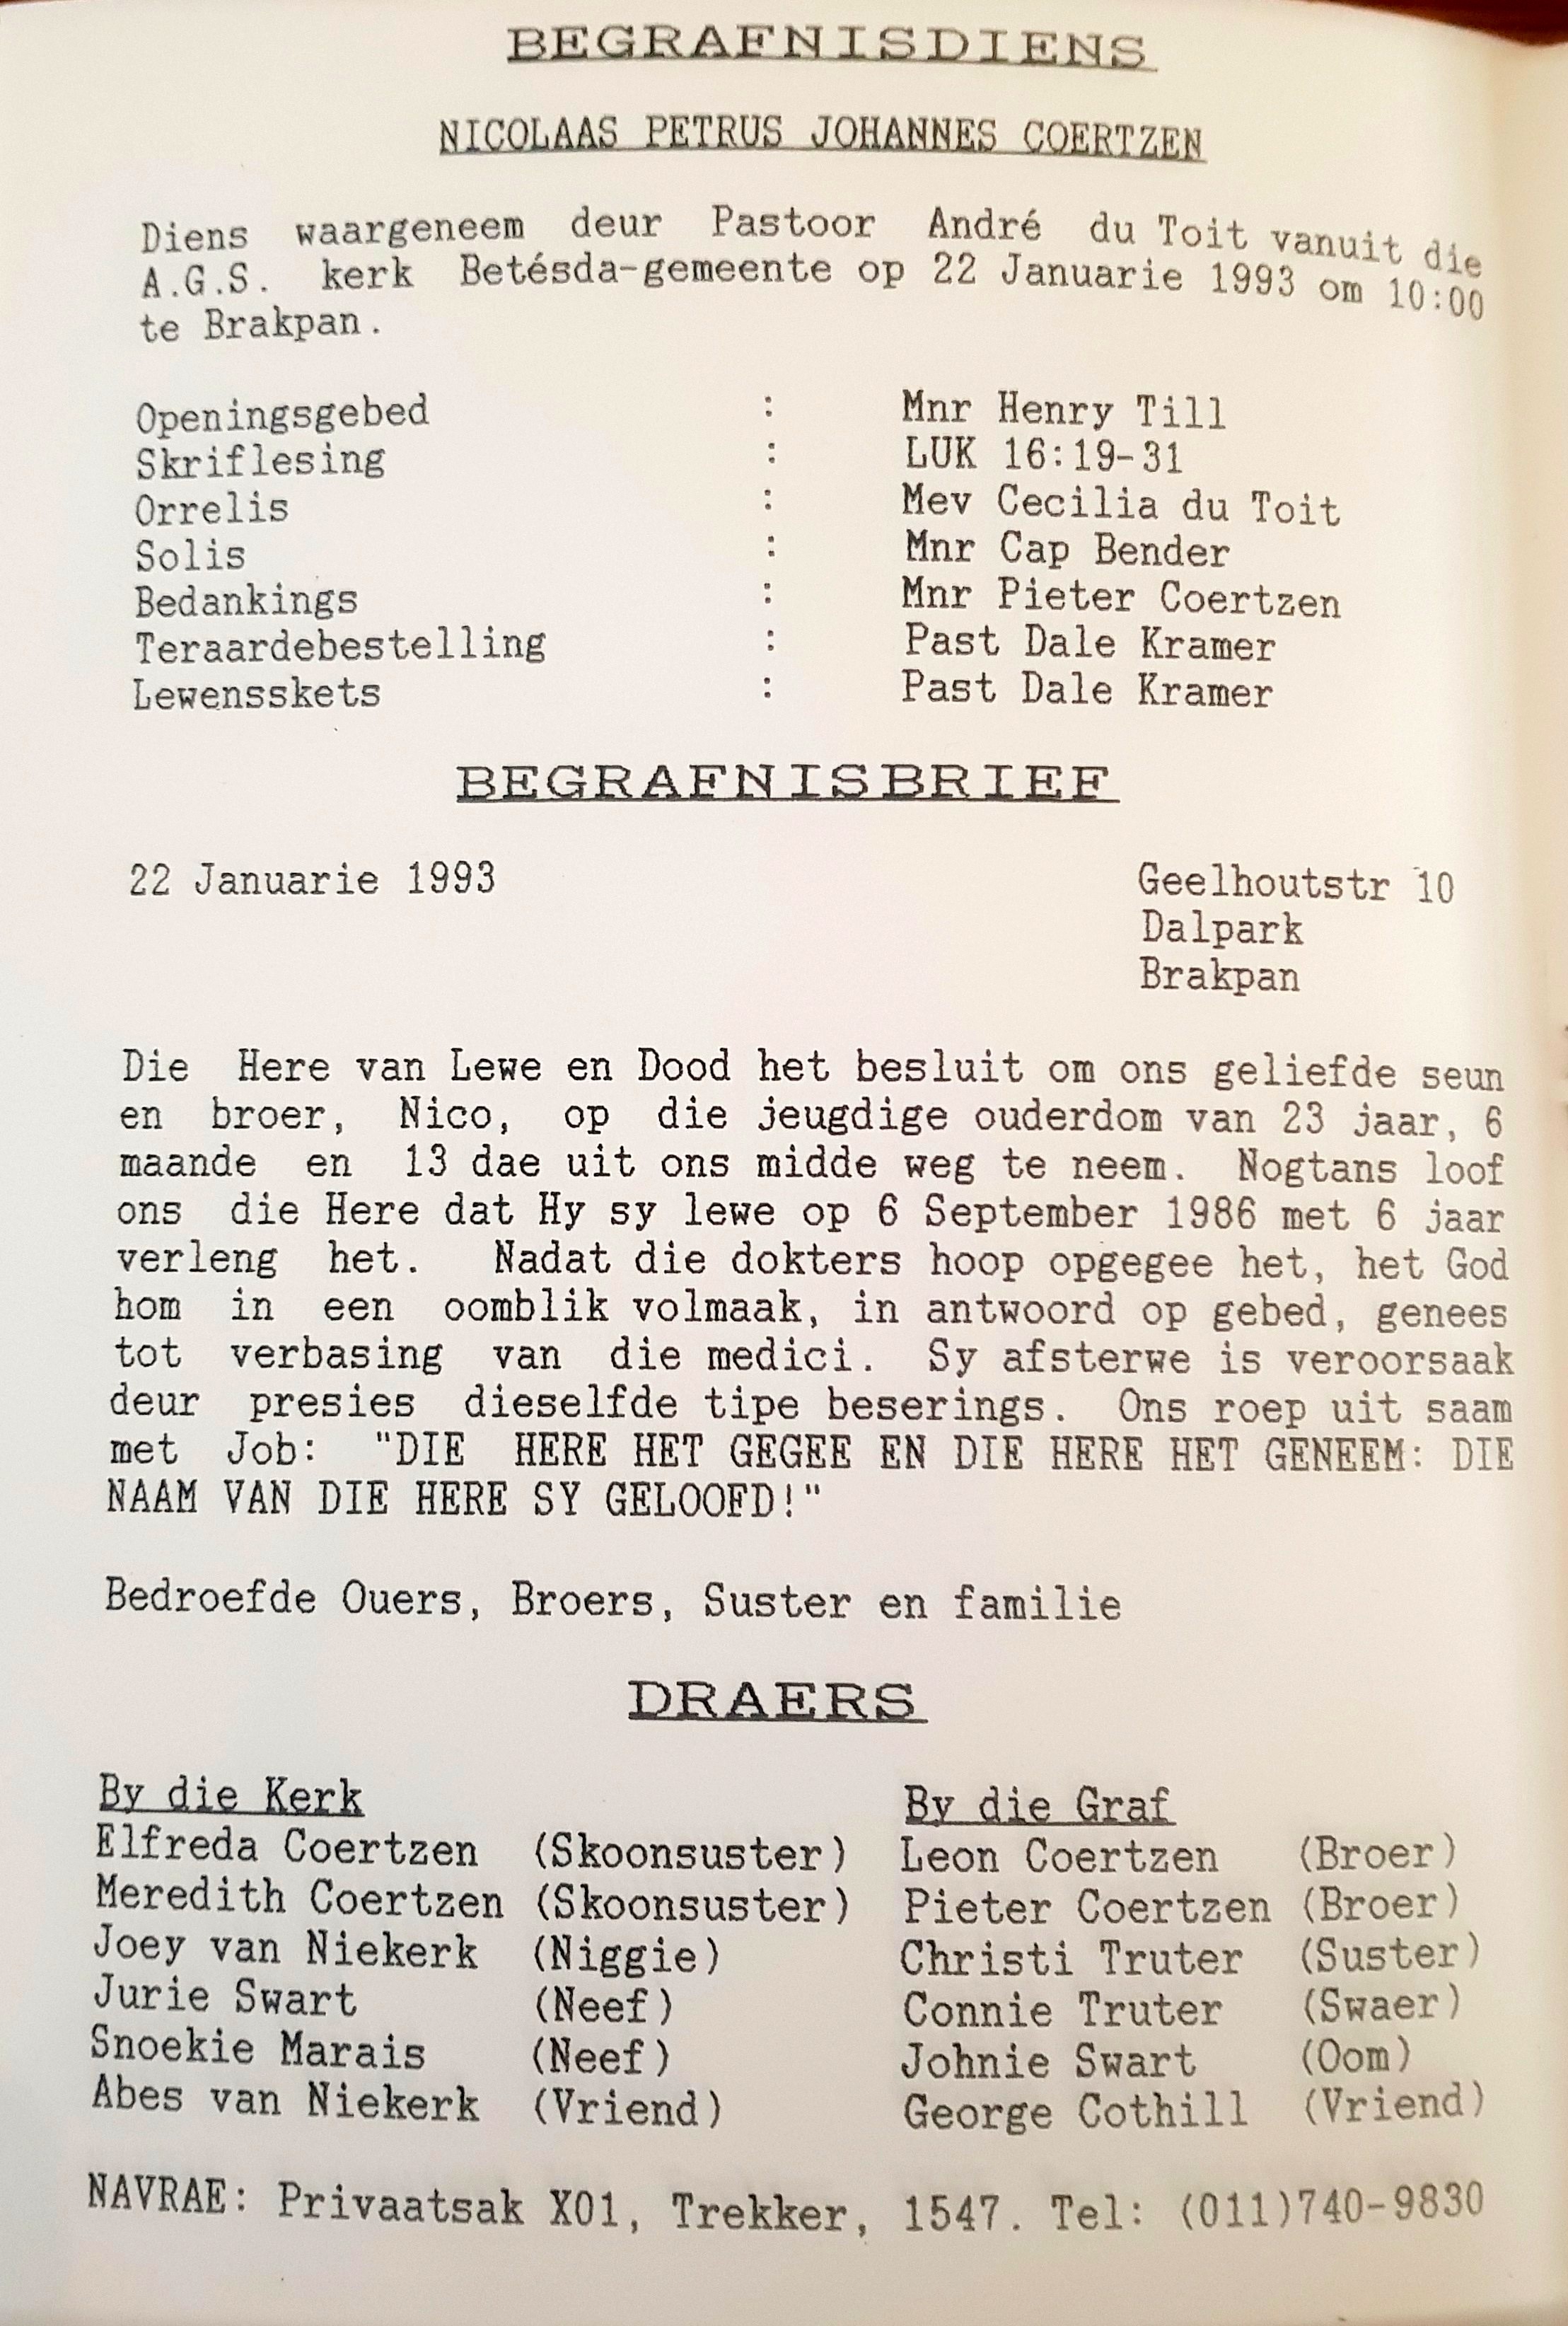 BEGRAFNISDIENS
NICOLAAS PETRUS JOHANNES COERTZEN
Diens waargeneem deur Pastoor André du Toit vanuit die
A.G.S. kerk Betésda-gemeente op 22 Januarie 1993 om 10:00
te Brakpan.
Openingsgebed : Mnr Henry Till
Skriflesing : LUK 16:19-31
Orrelis : Mev Cecilia du Toit
Solis : Mnr Cap Bender
Bedankings : Mnr Pieter Coertzen
Teraardebestelling : Past Dale Kramer
Lewensskets : Past Dale Kramer
BEGRAFNISBRIEF
22 Januarie 1993 Geelhoutstr 10
Dalpark
Brakpan
Die Here van Lewe en Dood het besluit om ons geliefde seun
en broer, Nico, op die jeugdige ouderdom van 23 jaar, 6
maande en 13 dae uit ons midde weg te neem. Nogtans loof
ons die Here dat Hy sy lewe op 6 September 1986 met 6 jaar
verleng het. Nadat die dokters hoop opgegee het, het God
hom in een oomblik volmaak, in antwoord op gebed, genees
tot verbasing van die medici. Sy afsterwe is veroorsaak
deur presies dieselfde tipe beserings. Ons roep uit saam
met Job: "DIE HERE HET GEGEE EN DIE HERE HET GENEEM: DIE
NAAM VAN DIE HERE SY GELOOFD!"
Bedroefde Ouers, Broers, Suster en familie
DRAERS
By die Kerk By die Graf
Elfreda Coertzen (Skoonsuster) Leon Coertzen (Broer)
Meredith Coertzen (Skoonsuster) Pieter Coertzen (Broer)
Joey van Niekerk (Niggie) Christi Truter (Suster)
Jurie Swart (Neef) Connie Truter (Swaer)
Snoekie Marais (Neef) Johnie Swart (Oom)
Abes van Niekerk (Vriend) George Cothill (Vriend)
NAVRAE: Privaatsak X01, Trekker, 1547. Tel: (011)740-9830